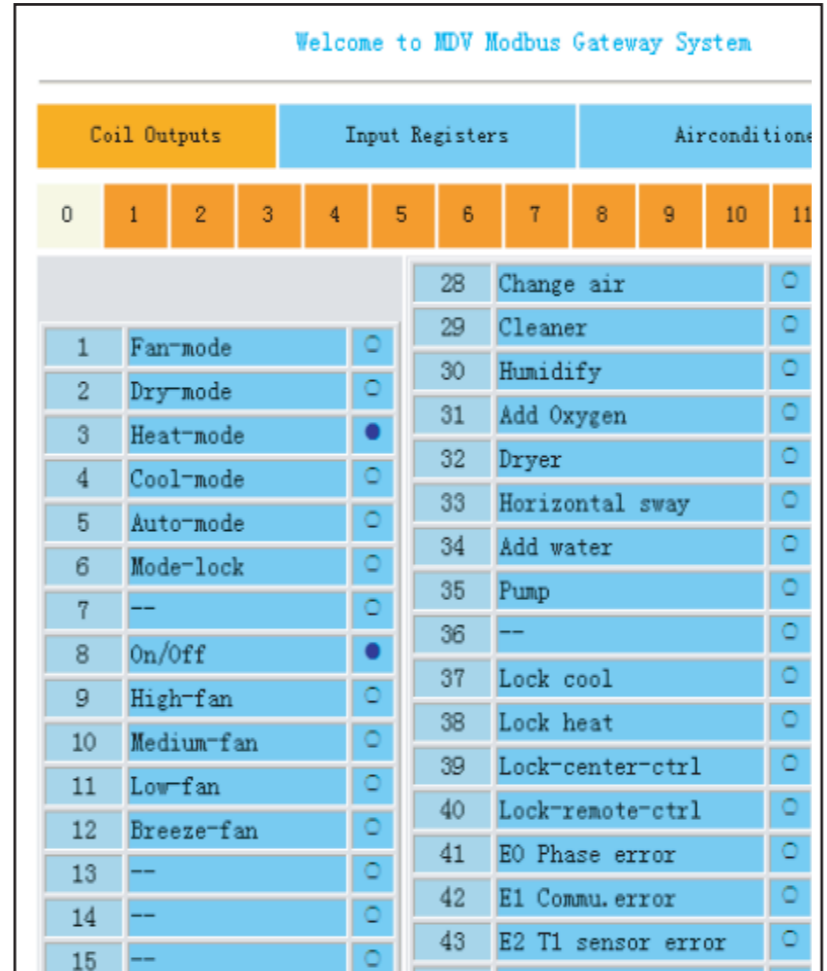 Welcome to MDV Modbus Gateway System
Coil Outputs Input Registers Aircondition
0 1 2 3 4 5 6 7 8 9 10 11
1 Fan-mode
2 Dry-mode
3 Heat-mode
4 Cool-mode
5 Auto-mode
6 Mode-lock
7 --
8 On/Off
9 High-fan
10 Medium-fan
11 Low-fan
12 Breeze-fan
13 --
14 --
15 --
28 Change air
29 Cleaner
30 Humidify
31 Add Oxygen
32 Dryer
33 Horizontal sway
34 Add water
35 Pump
36 --
37 Lock cool
38 Lock heat
39 Lock-center-ctrl
40 Lock-remote-ctrl
41 E0 Phase error
42 E1 Commu.error
43 E2 T1 sensor error